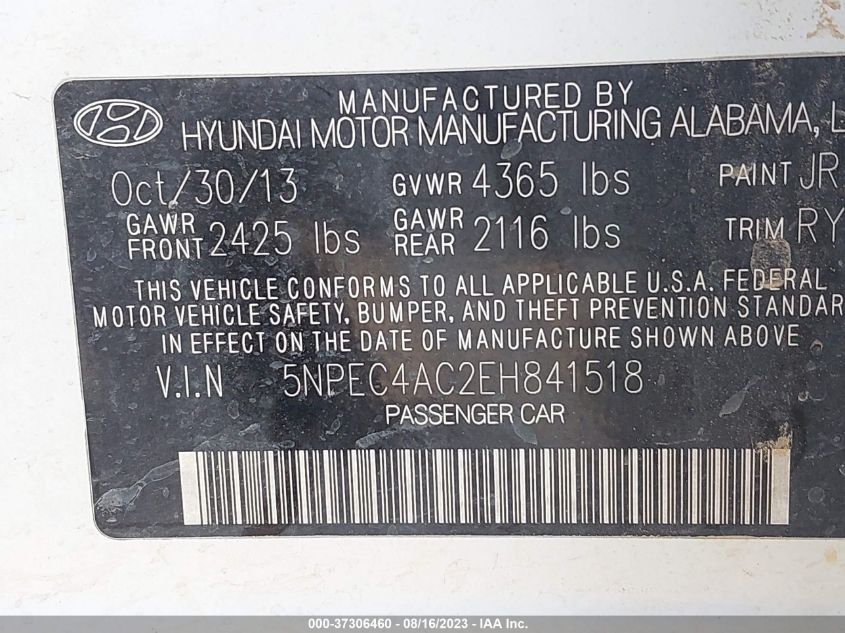 MANUFACTURED BY
HYUNDAI MOTOR MANUFACTURING ALABAMA, L
Oct/30/13 GVWR 4365 lbs PAINT JR
GAWR FRONT 2425 lbs GAWR REAR 2116 lbs TRIM RY
THIS VEHICLE CONFORMS TO ALL APPLICABLE U.S.A. FEDERAL
MOTOR VEHICLE SAFETY, BUMPER, AND THEFT PREVENTION STANDAR
IN EFFECT ON THE DATE OF MANUFACTURE SHOWN ABOVE
V.I.N 5NPEC4AC2EH841518
PASSENGER CAR
000-37306460 - 08/16/2023 - IAA Inc.